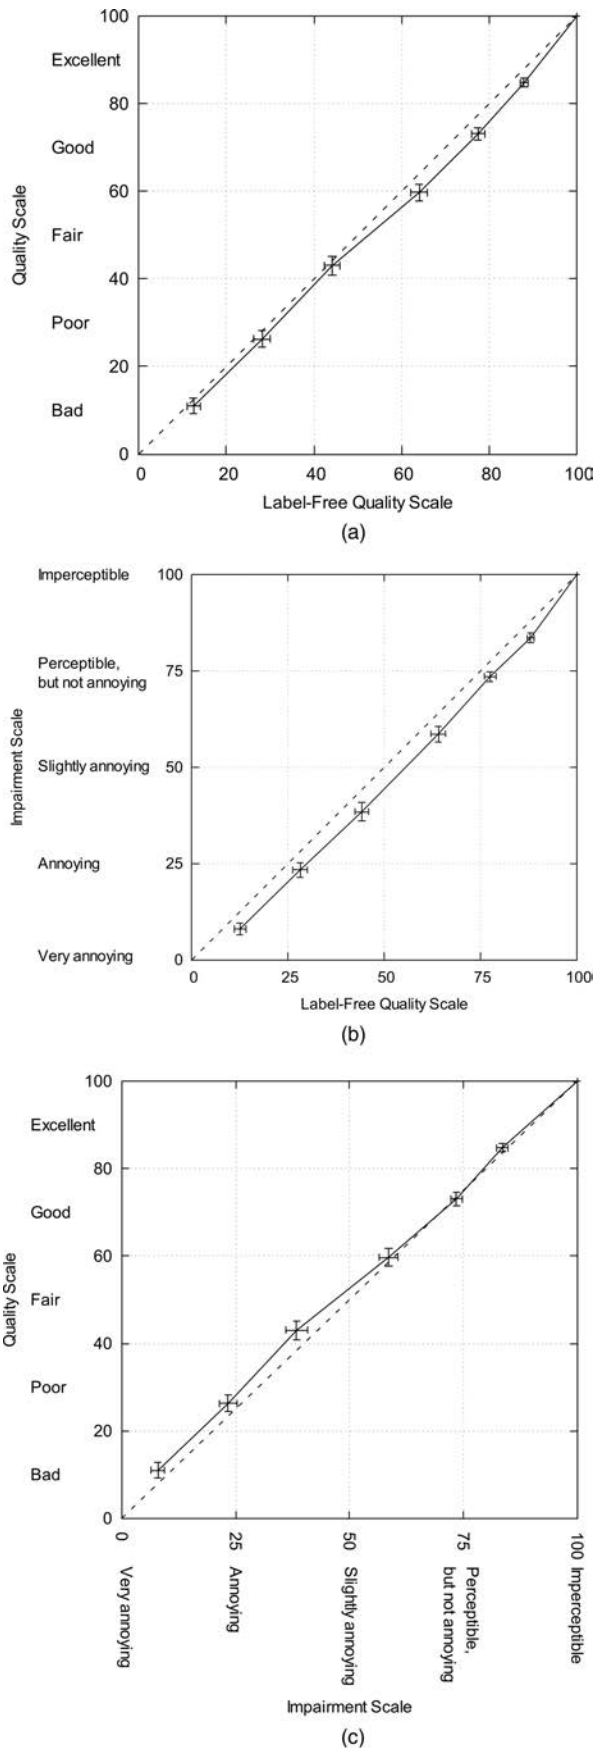 100
Excellent
80
Good
60
Quality Scale
Fair
40
Poor
20
Bad
0
0 20 40 60 80 100
Label-Free Quality Scale
(a)
Imperceptible 100
Perceptible,
but not annoying
75
Impairment Scale
Slightly annoying 50
Annoying 25
Very annoying 0
0 25 50 75 100
Label-Free Quality Scale
(b)
100
Excellent
80
Good
60
Quality Scale
Fair
40
Poor
20
Bad
0
0 25 50 75 100
Very annoying
Annoying
Slightly annoying
Perceptible,
but not annoying
Imperceptible
Impairment Scale
(c)